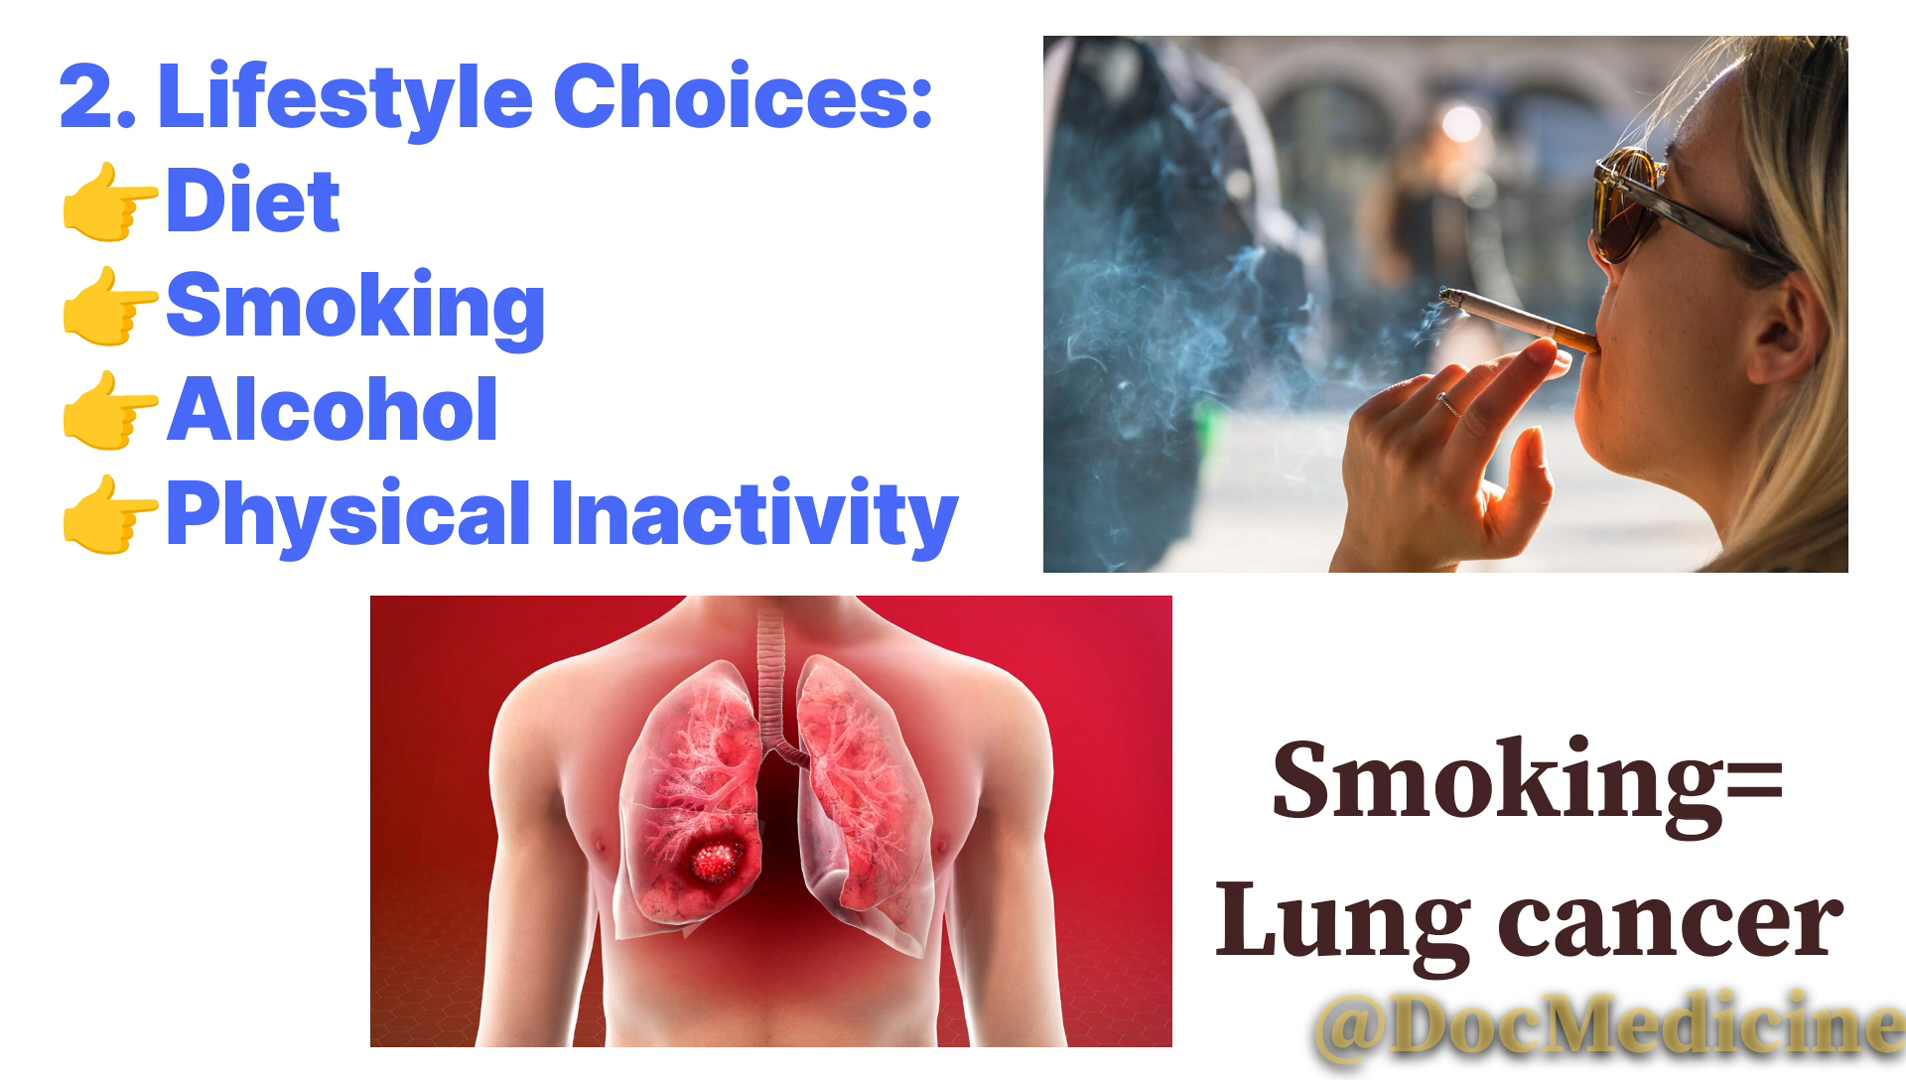 2. Lifestyle Choices:
👉Diet
👉Smoking
👉Alcohol
👉Physical Inactivity
Smoking=
Lung cancer
@DocMedicine